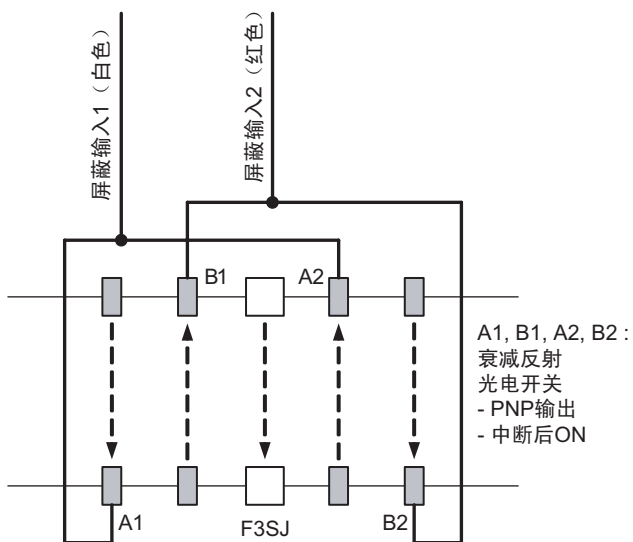 屏蔽输入1（白色）
屏蔽输入2（红色）
B1
A2
A1, B1, A2, B2 :
衰减反射
光电开关
- PNP输出
- 中断后ON
A1
F3SJ
B2